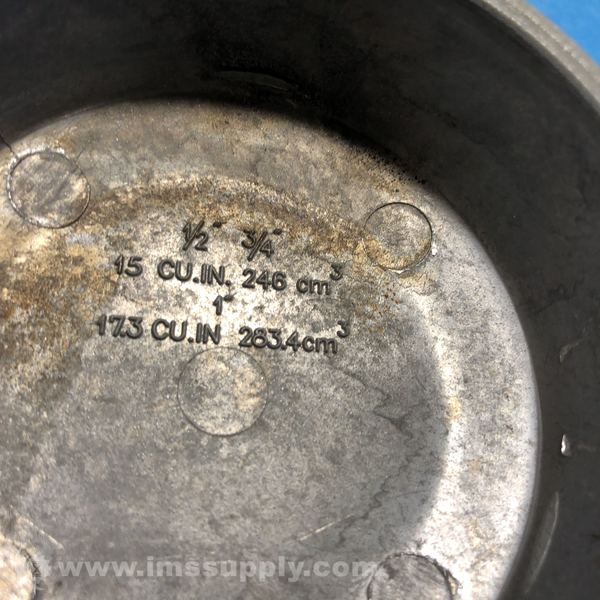 1/2" 3/4"
15 CU.IN. 246 cm³
1"
17.3 CU.IN 283.4cm³
©www.imssupply.com/